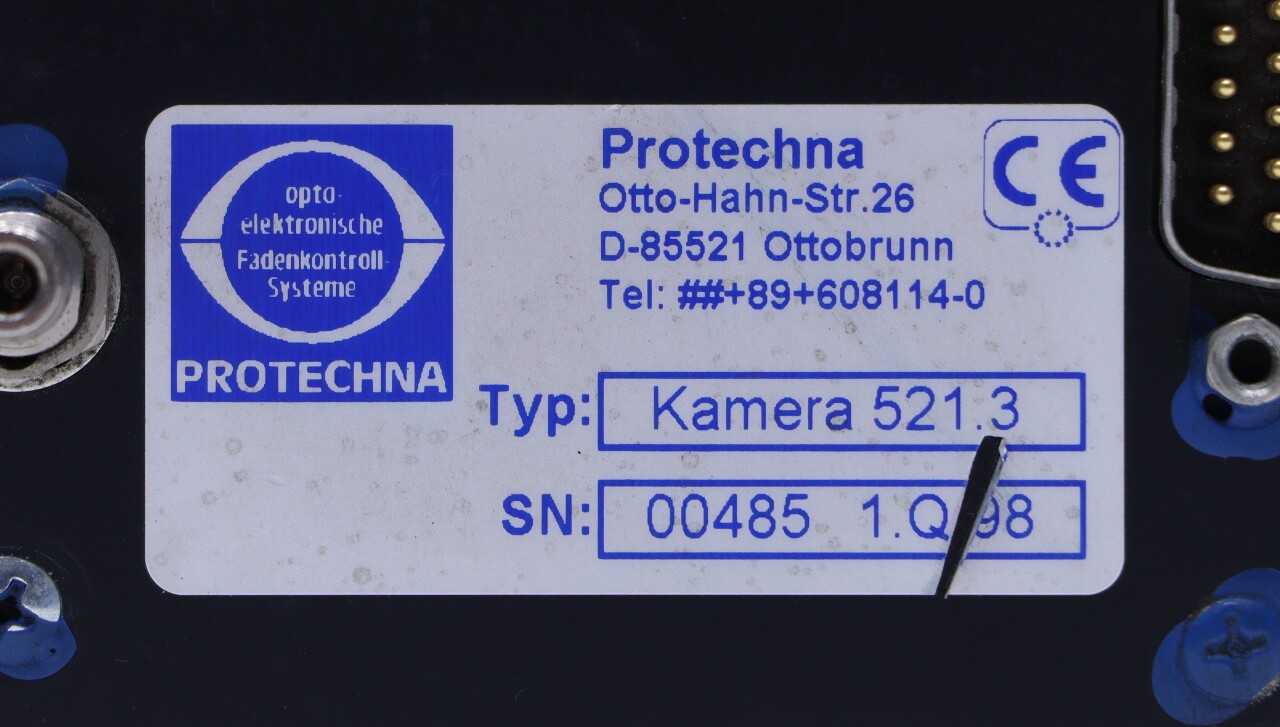 opto-
elektronische
Fadenkontroll-
Systeme
PROTECHNA
Protechna
Otto-Hahn-Str.26
D-85521 Ottobrunn
Tel: ##+89+608114-0
CE
Typ: Kamera 521.3
SN: 00485 1.Q 98